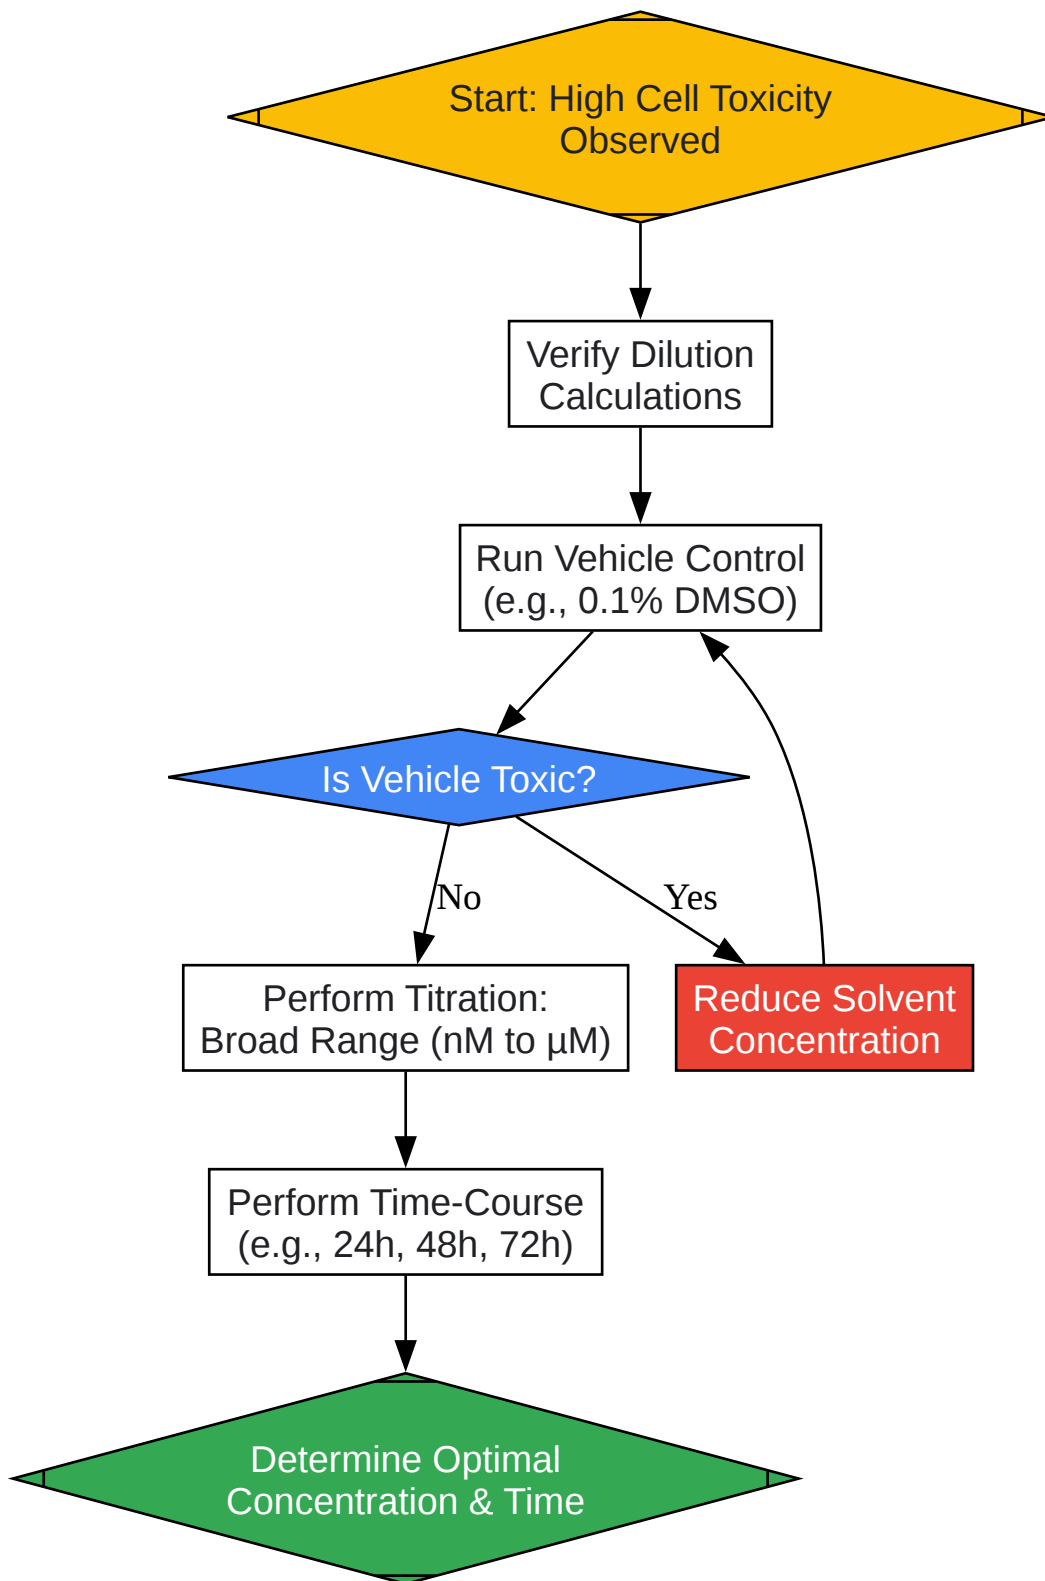 Start: High Cell Toxicity
Observed
Verify Dilution
Calculations
Run Vehicle Control
(e.g., 0.1% DMSO)
Is Vehicle Toxic?
No
Yes
Perform Titration:
Broad Range (nM to µM)
Reduce Solvent
Concentration
Perform Time-Course
(e.g., 24h, 48h, 72h)
Determine Optimal
Concentration & Time